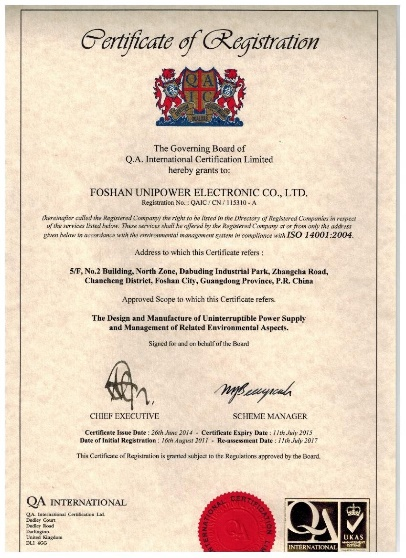 Certificate of Registration
QA
IC
The Governing Board of
Q.A. International Certification Limited
hereby grants to:
FOSHAN UNIPOWER ELECTRONIC CO., LTD.
Registration No. : QAIC / CN / 115310 - A
(hereinafter called the Registered Company) the right to be listed in the Directory of Registered Companies in respect
of the services listed below. These services shall be offered by the Registered Company at or from only the address
given below in accordance with the environmental management system in compliance with ISO 14001:2004.
Address to which this Certificate refers :
5/F, No.2 Building, North Zone, Dabuding Industrial Park, Zhangcha Road,
Chancheng District, Foshan City, Guangdong Province, P.R. China
Approved Scope to which this Certificate refers.
The Design and Manufacture of Uninterruptible Power Supply
and Management of Related Environmental Aspects.
Signed for and on behalf of the Board
CHIEF EXECUTIVE SCHEME MANAGER
Certificate Issue Date : 26th June 2014 - Certificate Expiry Date : 11th July 2015
Date of Initial Registration : 16th August 2011 - Re-assessment Date : 11th July 2017
This Certificate of Registration is granted subject to the Regulations approved by the Board.
QA INTERNATIONAL
Q.A. International Certification Ltd.
Dudley Court
Dudley Road
Darlington
United Kingdom
DL1 4GG
INTERNATIONAL CERTIFICATION
QA
INTERNATIONAL
UKAS